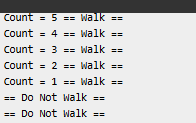 Count = 5 == Walk ==
Count = 4 == Walk ==
Count = 3 == Walk ==
Count = 2 == Walk ==
Count = 1 == Walk ==
== Do Not Walk ==
== Do Not Walk ==